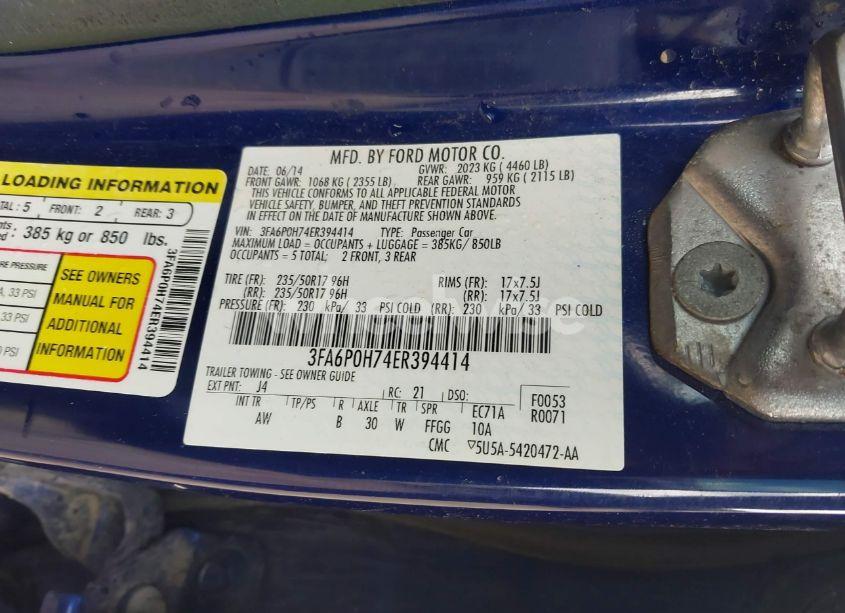 LOADING INFORMATION
TAL : 5 FRONT: 2 REAR: 3
385 kg or 850 lbs.
PRESSURE
33 PSI
33 PSI
PSI
SEE OWNERS
MANUAL FOR
ADDITIONAL
INFORMATION
3FA6P0H74ER394414
MFD. BY FORD MOTOR CO.
DATE: 06/14 GVWR: 2023 KG ( 4460 LB)
FRONT GAWR: 1068 KG ( 2355 LB) REAR GAWR: 959 KG ( 2115 LB)
THIS VEHICLE CONFORMS TO ALL APPLICABLE FEDERAL MOTOR
VEHICLE SAFETY, BUMPER, AND THEFT PREVENTION STANDARDS
IN EFFECT ON THE DATE OF MANUFACTURE SHOWN ABOVE.
VIN: 3FA6P0H74ER394414 TYPE: Passenger Car
MAXIMUM LOAD = OCCUPANTS + LUGGAGE = 385KG/ 850LB
OCCUPANTS = 5 TOTAL; 2 FRONT, 3 REAR
TIRE (FR): 235/50R17 96H RIMS (FR): 17x7.5J
(RR): 235/50R17 96H (RR): 17x7.5J
PRESSURE (FR): 230 kPa/ 33 PSI COLD (RR): 230 kPa/ 33 PSI COLD
3FA6P0H74ER394414
TRAILER TOWING - SEE OWNER GUIDE
EXT PNT: J4 RC: 21 DSO: F0053
INT TR TP/PS R AXLE TR SPR EC71A R0071
AW B 30 W FFGG 10A
CMC ▽5U5A-5420472-AA